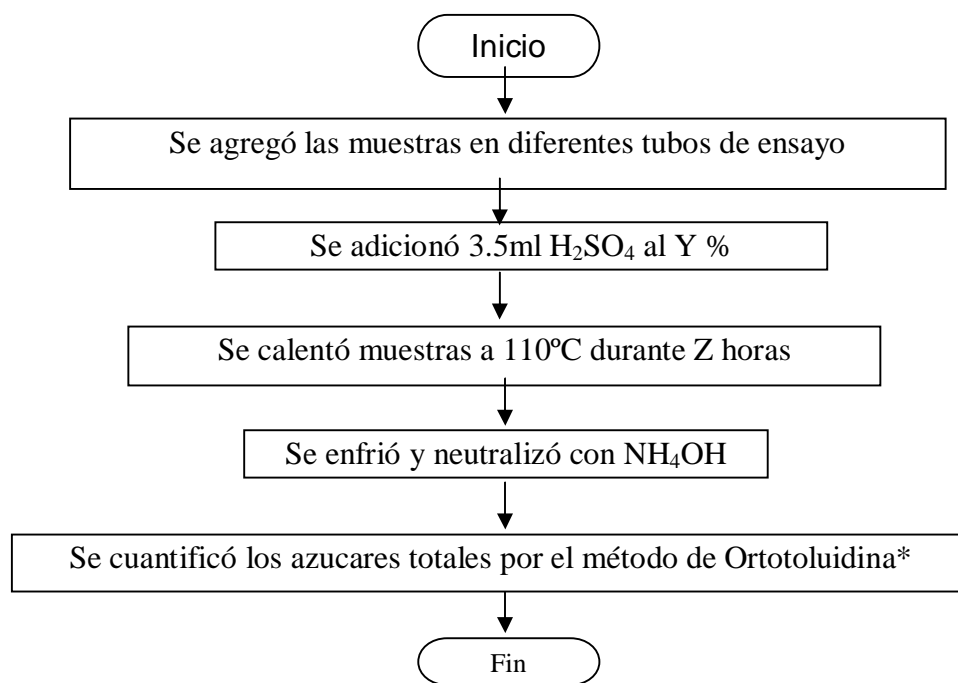 Inicio
Se agregó las muestras en diferentes tubos de ensayo
Se adicionó 3.5ml H₂SO₄ al Y %
Se calentó muestras a 110ºC durante Z horas
Se enfrió y neutralizó con NH₄OH
Se cuantificó los azucares totales por el método de Ortotoluidina*
Fin